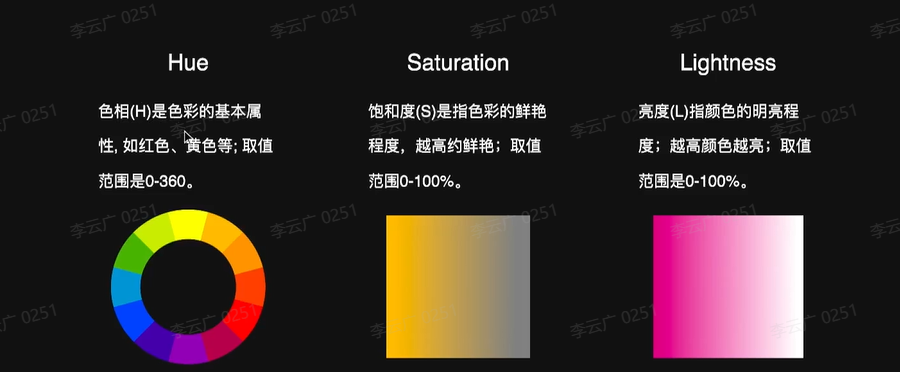 Hue
色相(H)是色彩的基本属
性, 如红色、黄色等; 取值
范围是0-360。
Saturation
饱和度(S)是指色彩的鲜艳
程度，越高约鲜艳；取值
范围0-100%。
Lightness
亮度(L)指颜色的明亮程
度；越高颜色越亮；取值
范围是0-100%。
李云广 0251